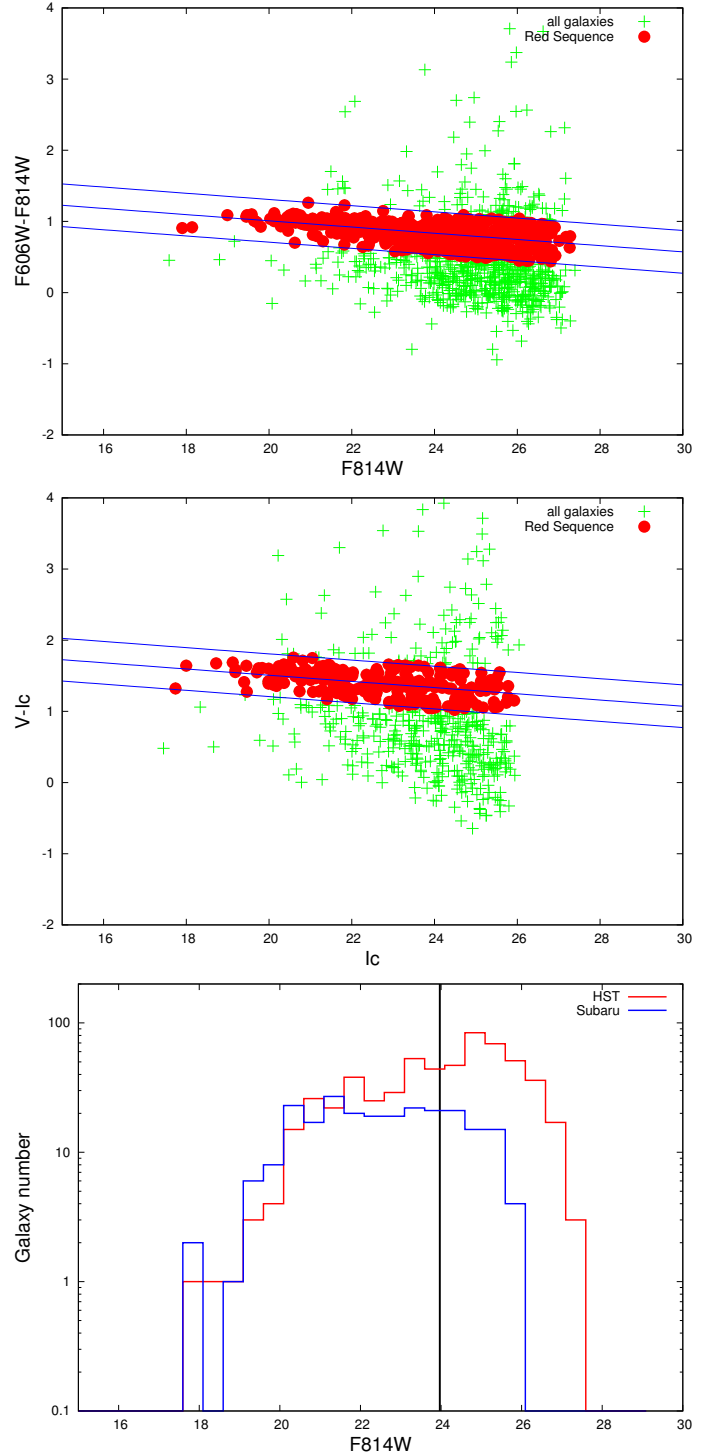 4
3
2
1
0
-1
-2
F606W-F814W
all galaxies
Red Sequence
16 18 20 22 24 26 28 30
F814W
4
3
2
1
0
-1
-2
V-Ic
all galaxies
Red Sequence
16 18 20 22 24 26 28 30
Ic
100
10
1
0.1
Galaxy number
HST
Subaru
16 18 20 22 24 26 28 30
F814W